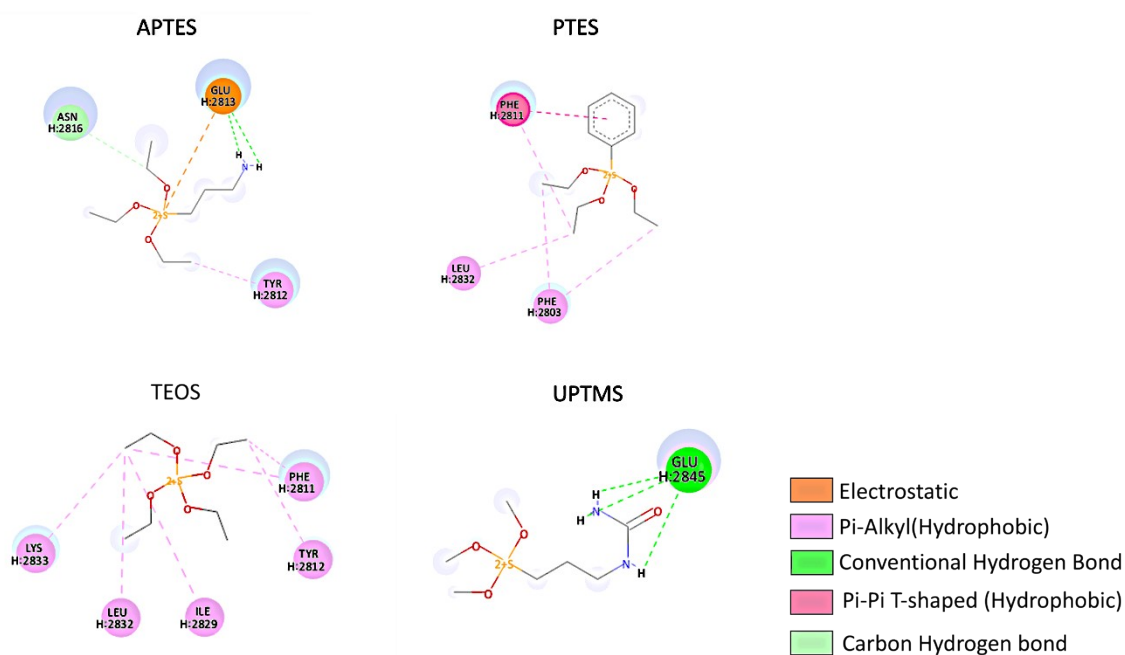 APTES
PTES
GLU
H:2813
ASN
H:2816
H
N
H
O
O
2+S
O
TYR
H:2812
PHE
H:2811
O
2+S
O
O
LEU
H:2832
PHE
H:2803
TEOS
UPTMS
O
O
2+S
O
O
PHE
H:2811
LYS
H:2833
TYR
H:2812
LEU
H:2832
ILE
H:2829
GLU
H:2845
H
N
H
O
O
O
2+S
N
H
O
Electrostatic
Pi-Alkyl(Hydrophobic)
Conventional Hydrogen Bond
Pi-Pi T-shaped (Hydrophobic)
Carbon Hydrogen bond